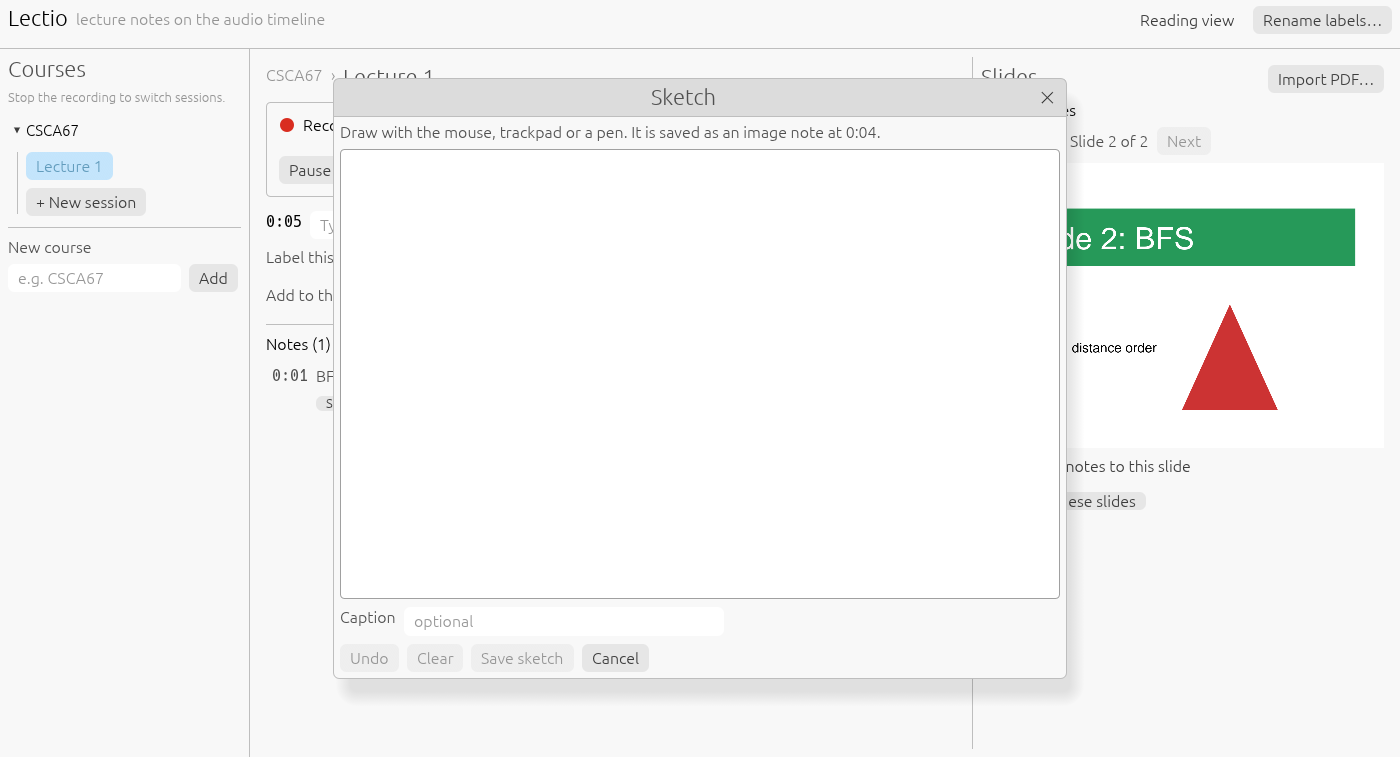 Lectio lecture notes on the audio timeline
Reading view
Rename labels…
Courses
Stop the recording to switch sessions.
CSCA67
Lecture 1
+ New session
New course
e.g. CSCA67
Add
CSCA67 › Lecture 1
Pause
0:05
Label this
Add to th
Notes (1)
0:01
Sketch
Draw with the mouse, trackpad or a pen. It is saved as an image note at 0:04.
Caption
optional
Undo
Clear
Save sketch
Cancel
Slides
Import PDF…
Slide 2 of 2
Next
de 2: BFS
distance order
notes to this slide
ese slides